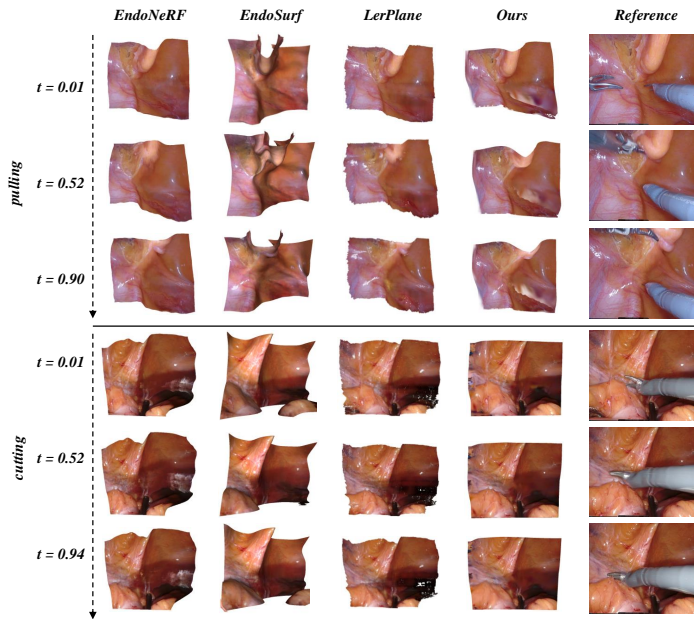 EndoNeRF EndoSurf LerPlane Ours Reference
t = 0.01
t = 0.52
pulling
t = 0.90
t = 0.01
t = 0.52
cutting
t = 0.94